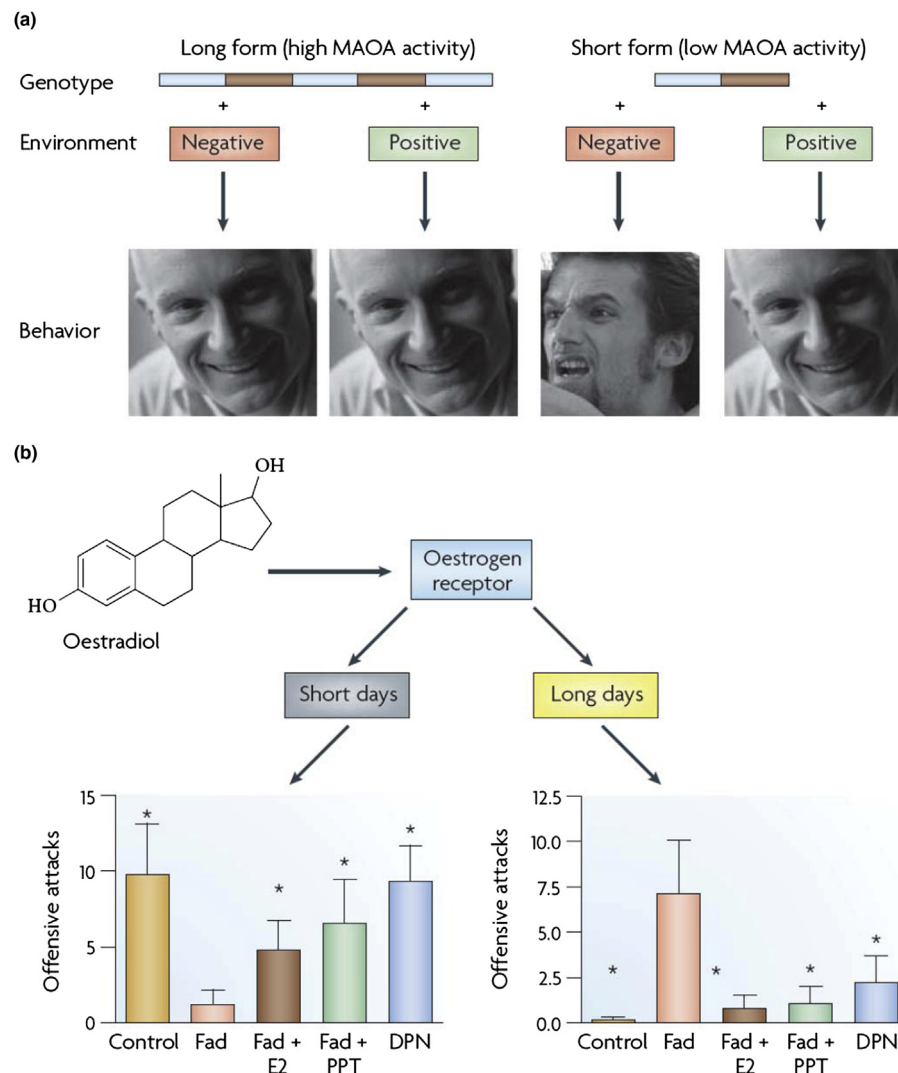 (a)
Long form (high MAOA activity)
Short form (low MAOA activity)
Genotype
+
+
+
+
Environment
Negative
Positive
Negative
Positive
Behavior
(b)
OH
HO
Oestradiol
Oestrogen
receptor
Short days
Long days
15
10
5
0
Offensive attacks
*
*
*
*
Control
Fad
Fad +
E2
Fad +
PPT
DPN
12.5
10.0
7.5
5.0
2.5
0.0
Offensive attacks
*
*
*
*
Control
Fad
Fad +
E2
Fad +
PPT
DPN